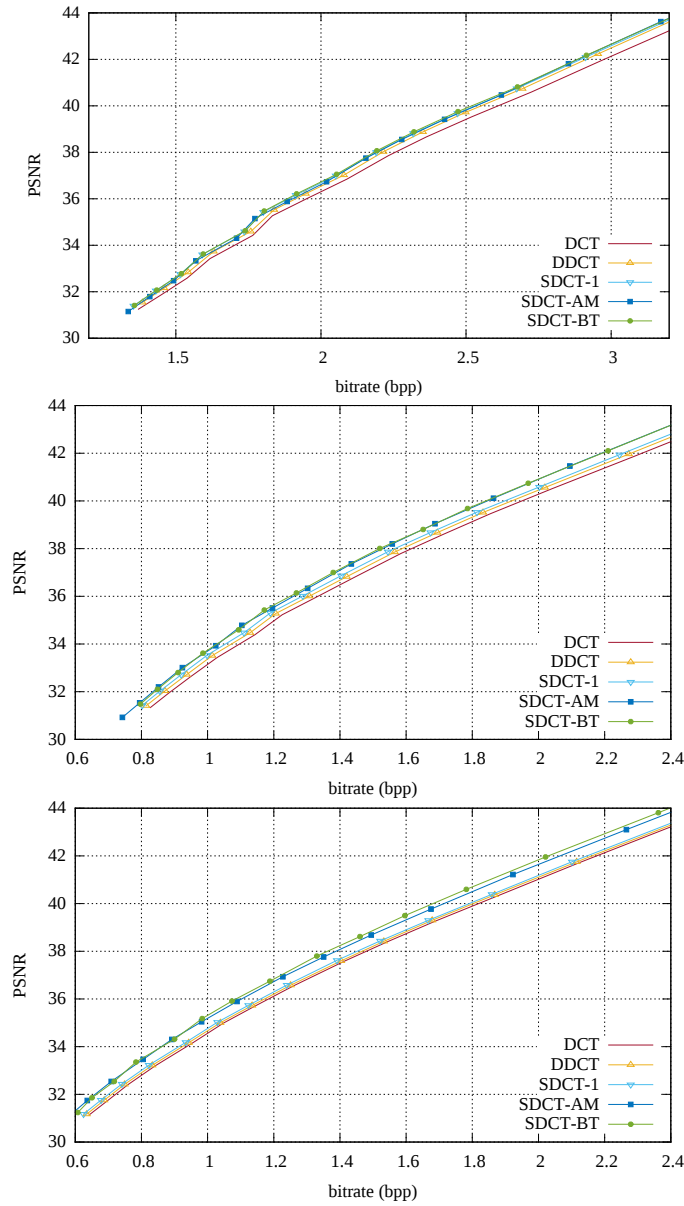 44
42
40
38
36
34
32
30
PSNR
DCT
DDCT
SDCT-1
SDCT-AM
SDCT-BT
1.5 2 2.5 3
bitrate (bpp)
44
42
40
38
36
34
32
30
PSNR
DCT
DDCT
SDCT-1
SDCT-AM
SDCT-BT
0.6 0.8 1 1.2 1.4 1.6 1.8 2 2.2 2.4
bitrate (bpp)
44
42
40
38
36
34
32
30
PSNR
DCT
DDCT
SDCT-1
SDCT-AM
SDCT-BT
0.6 0.8 1 1.2 1.4 1.6 1.8 2 2.2 2.4
bitrate (bpp)